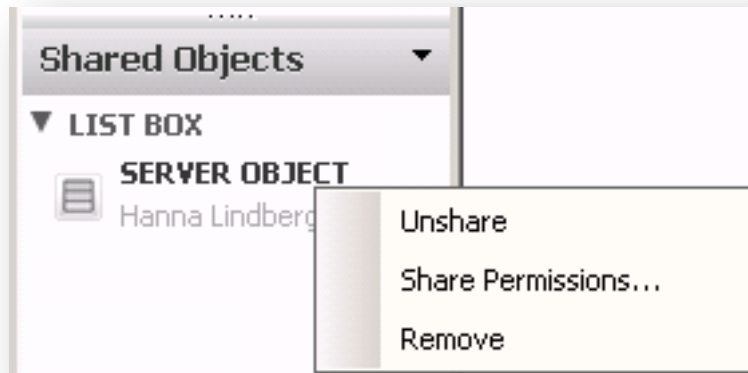 Shared Objects
LIST BOX
SERVER OBJECT
Hanna Lindberg
Unshare
Share Permissions...
Remove